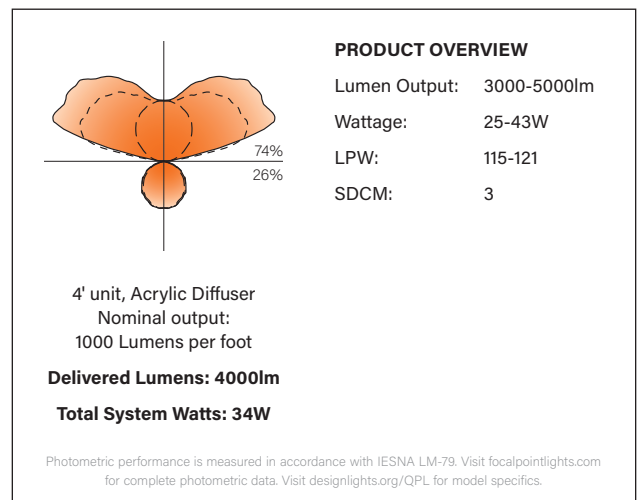 74%
26%
4' unit, Acrylic Diffuser
Nominal output:
1000 Lumens per foot
Delivered Lumens: 4000lm
Total System Watts: 34W
PRODUCT OVERVIEW
Lumen Output: 3000-5000lm
Wattage: 25-43W
LPW: 115-121
SDCM: 3
Photometric performance is measured in accordance with IESNA LM-79. Visit focalpointlights.com
for complete photometric data. Visit designlights.org/QPL for model specifics.